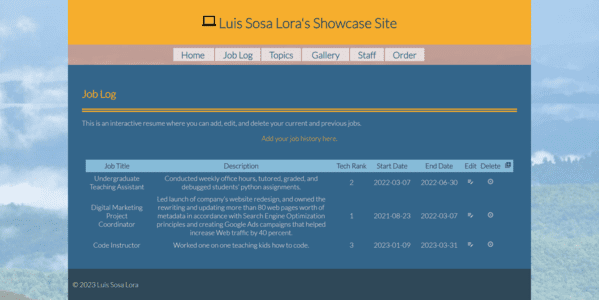 Luis Sosa Lora's Showcase Site
Home Job Log Topics Gallery Staff Order
Job Log
This is an interactive resume where you can add, edit, and delete your current and previous jobs.
Add your job history here.
Job Title Description Tech Rank Start Date End Date Edit Delete
Undergraduate
Teaching Assistant
Conducted weekly office hours, tutored, graded, and
debugged students' python assignments.
2 2022-03-07 2022-06-30
Digital Marketing
Project
Coordinator
Led launch of company's website redesign, and owned the
rewriting and updating more than 80 web pages worth of
metadata in accordance with Search Engine Optimization
principles and creating Google Ads campaigns that helped
increase Web traffic by 40 percent.
1 2021-08-23 2022-03-07
Code Instructor Worked one on one teaching kids how to code. 3 2023-01-09 2023-03-31
© 2023 Luis Sosa Lora